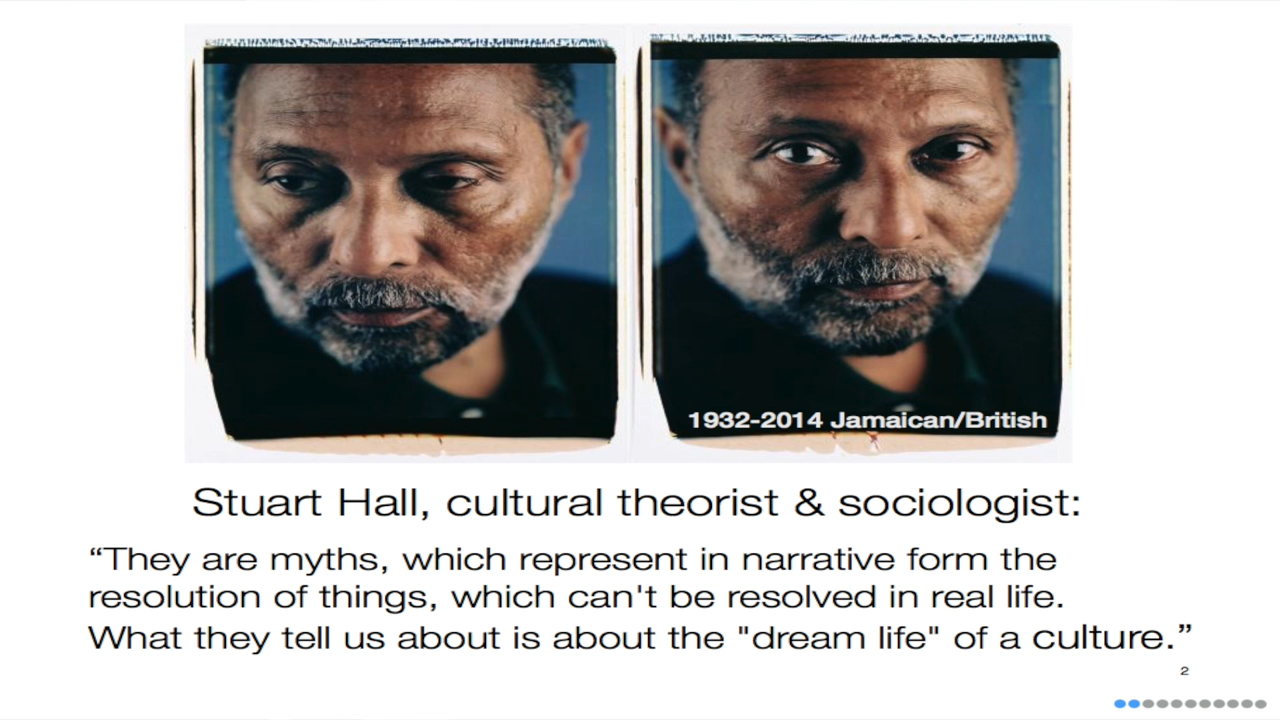 1932-2014 Jamaican/British
Stuart Hall, cultural theorist & sociologist:
“They are myths, which represent in narrative form the
resolution of things, which can't be resolved in real life.
What they tell us about is about the "dream life" of a culture.”
2